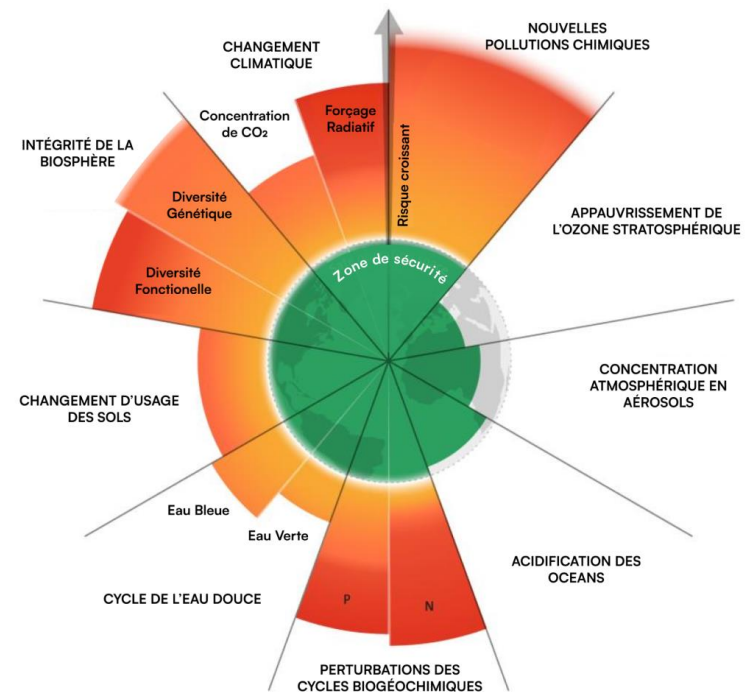 NOUVELLES
POLLUTIONS CHIMIQUES
CHANGEMENT
CLIMATIQUE
Concentration
de CO₂
Forçage
Radiatif
Risque croissant
INTÉGRITÉ DE LA
BIOSPHÈRE
Diversité
Génétique
Diversité
Fonctionelle
Zone de sécurité
APPAUVRISSEMENT DE
L'OZONE STRATOSPHÉRIQUE
CONCENTRATION
ATMOSPHÉRIQUE EN
AÉROSOLS
CHANGEMENT D'USAGE
DES SOLS
Eau Bleue
Eau Verte
CYCLE DE L'EAU DOUCE
P
N
ACIDIFICATION DES
OCEANS
PERTURBATIONS DES
CYCLES BIOGÉOCHIMIQUES